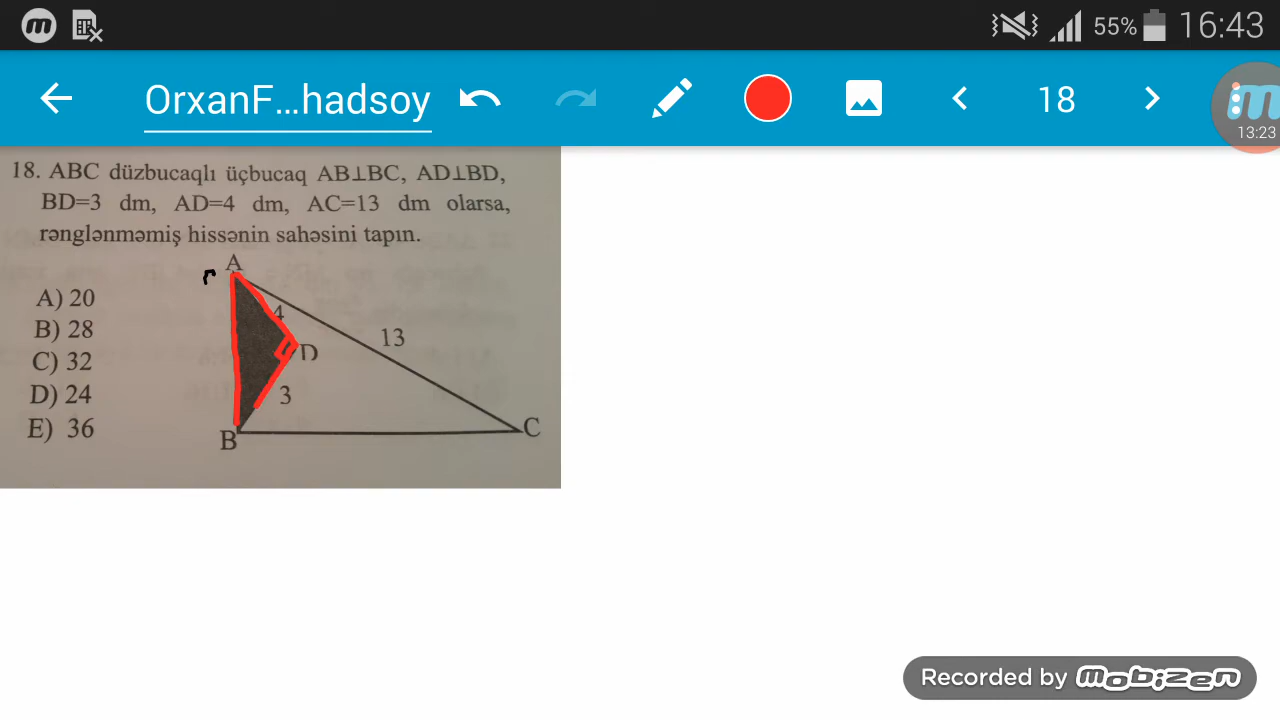 55% 16:43
OrxanF...hadsoy 18
13:23
18. ABC düzbucaqlı üçbucaq AB⊥BC, AD⊥BD,
BD=3 dm, AD=4 dm, AC=13 dm olarsa,
rənglənməmiş hissənin sahəsini tapın.
A) 20
B) 28
C) 32
D) 24
E) 36
A
4
13
D
3
B
C
Recorded by mobizen